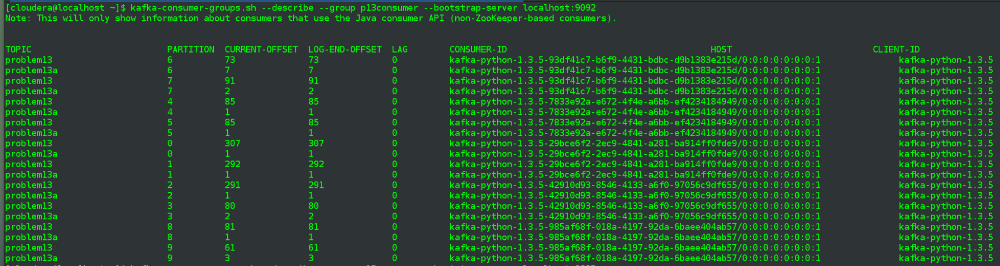 [cloudera@localhost ~]$ kafka-consumer-groups.sh --describe --group p13consumer --bootstrap-server localhost:9092
Note: This will only show information about consumers that use the Java consumer API (non-ZooKeeper-based consumers).
TOPIC PARTITION CURRENT-OFFSET LOG-END-OFFSET LAG CONSUMER-ID HOST CLIENT-ID
problem13 6 73 73 0 kafka-python-1.3.5-93df41c7-b6f9-4431-bdbc-d9b1383e215d/0:0:0:0:0:0:0:1 kafka-python-1.3.5
problem13a 6 7 7 0 kafka-python-1.3.5-93df41c7-b6f9-4431-bdbc-d9b1383e215d/0:0:0:0:0:0:0:1 kafka-python-1.3.5
problem13 7 91 91 0 kafka-python-1.3.5-93df41c7-b6f9-4431-bdbc-d9b1383e215d/0:0:0:0:0:0:0:1 kafka-python-1.3.5
problem13a 7 2 2 0 kafka-python-1.3.5-93df41c7-b6f9-4431-bdbc-d9b1383e215d/0:0:0:0:0:0:0:1 kafka-python-1.3.5
problem13 4 85 85 0 kafka-python-1.3.5-7833e92a-e672-4f4e-a6bb-ef4234184949/0:0:0:0:0:0:0:1 kafka-python-1.3.5
problem13a 4 1 1 0 kafka-python-1.3.5-7833e92a-e672-4f4e-a6bb-ef4234184949/0:0:0:0:0:0:0:1 kafka-python-1.3.5
problem13 5 85 85 0 kafka-python-1.3.5-7833e92a-e672-4f4e-a6bb-ef4234184949/0:0:0:0:0:0:0:1 kafka-python-1.3.5
problem13a 5 1 1 0 kafka-python-1.3.5-7833e92a-e672-4f4e-a6bb-ef4234184949/0:0:0:0:0:0:0:1 kafka-python-1.3.5
problem13 0 307 307 0 kafka-python-1.3.5-29bce6f2-2ec9-4841-a281-ba914ff0fde9/0:0:0:0:0:0:0:1 kafka-python-1.3.5
problem13a 0 1 1 0 kafka-python-1.3.5-29bce6f2-2ec9-4841-a281-ba914ff0fde9/0:0:0:0:0:0:0:1 kafka-python-1.3.5
problem13 1 292 292 0 kafka-python-1.3.5-29bce6f2-2ec9-4841-a281-ba914ff0fde9/0:0:0:0:0:0:0:1 kafka-python-1.3.5
problem13a 1 1 1 0 kafka-python-1.3.5-29bce6f2-2ec9-4841-a281-ba914ff0fde9/0:0:0:0:0:0:0:1 kafka-python-1.3.5
problem13 2 291 291 0 kafka-python-1.3.5-42910d93-8546-4133-a6f0-97056c9df655/0:0:0:0:0:0:0:1 kafka-python-1.3.5
problem13a 2 1 1 0 kafka-python-1.3.5-42910d93-8546-4133-a6f0-97056c9df655/0:0:0:0:0:0:0:1 kafka-python-1.3.5
problem13 3 80 80 0 kafka-python-1.3.5-42910d93-8546-4133-a6f0-97056c9df655/0:0:0:0:0:0:0:1 kafka-python-1.3.5
problem13a 3 2 2 0 kafka-python-1.3.5-42910d93-8546-4133-a6f0-97056c9df655/0:0:0:0:0:0:0:1 kafka-python-1.3.5
problem13 8 81 81 0 kafka-python-1.3.5-985af68f-018a-4197-92da-6baee404ab57/0:0:0:0:0:0:0:1 kafka-python-1.3.5
problem13a 8 1 1 0 kafka-python-1.3.5-985af68f-018a-4197-92da-6baee404ab57/0:0:0:0:0:0:0:1 kafka-python-1.3.5
problem13 9 61 61 0 kafka-python-1.3.5-985af68f-018a-4197-92da-6baee404ab57/0:0:0:0:0:0:0:1 kafka-python-1.3.5
problem13a 9 3 3 0 kafka-python-1.3.5-985af68f-018a-4197-92da-6baee404ab57/0:0:0:0:0:0:0:1 kafka-python-1.3.5